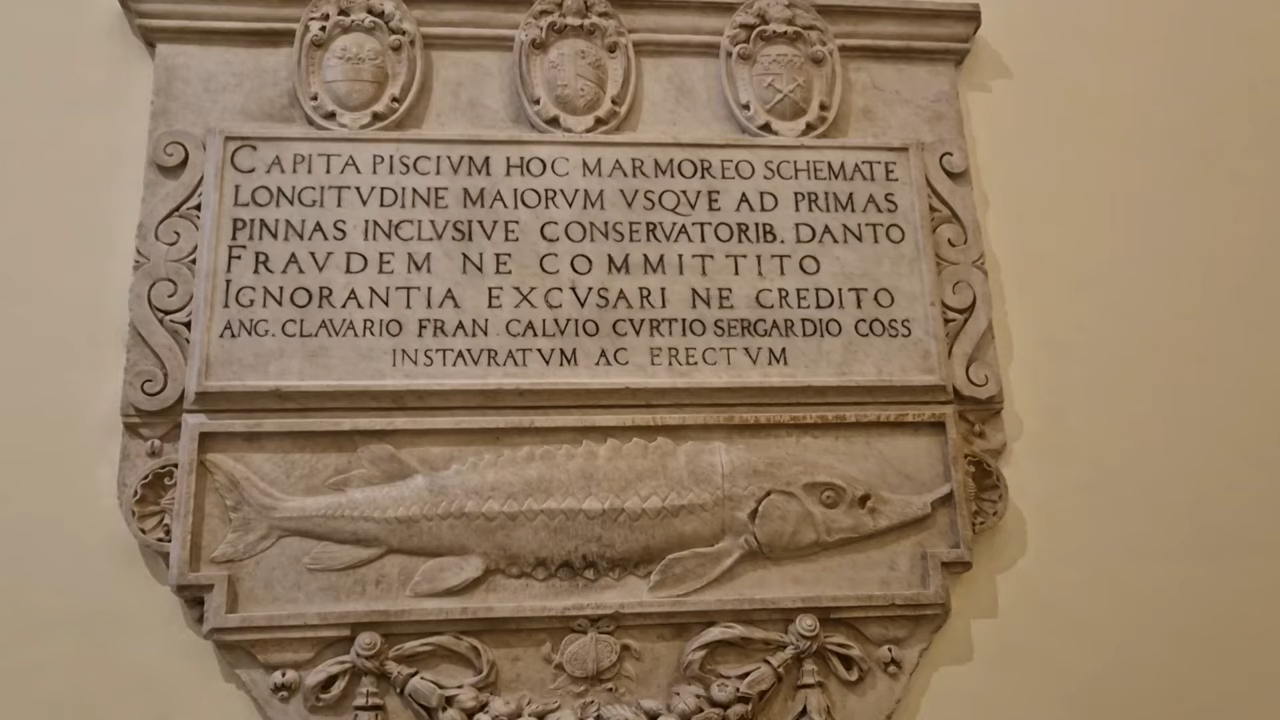 CAPITA PISCIVM HOC MARMOREO SCHEMATE
LONGITVDINE MAIORVM VSQVE AD PRIMAS
PINNAS INCLVSIVE CONSERVATORIB. DANTO
FRAVDEM NE COMMITTITO
IGNORANTIA EXCVSARI NE CREDITO
ANG. CLAVARIO FRAN. CALVIO CVRTIO SERGARDIO COSS
INSTAVRATVM AC ERECTVM